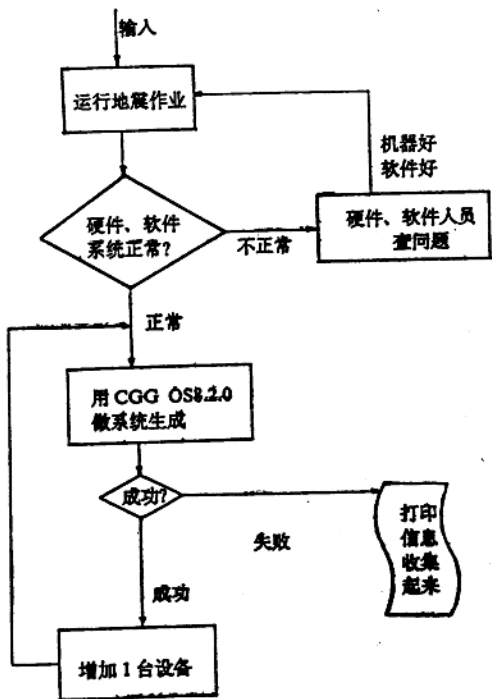 输入
运行地震作业
机器好
软件好
硬件、软件
系统正常?
不正常
硬件、软件人员
查问题
正常
用 CGG OS8.2.0
做系统生成
成功?
失败
打印
信息
收集
起来
成功
增加 1 台设备